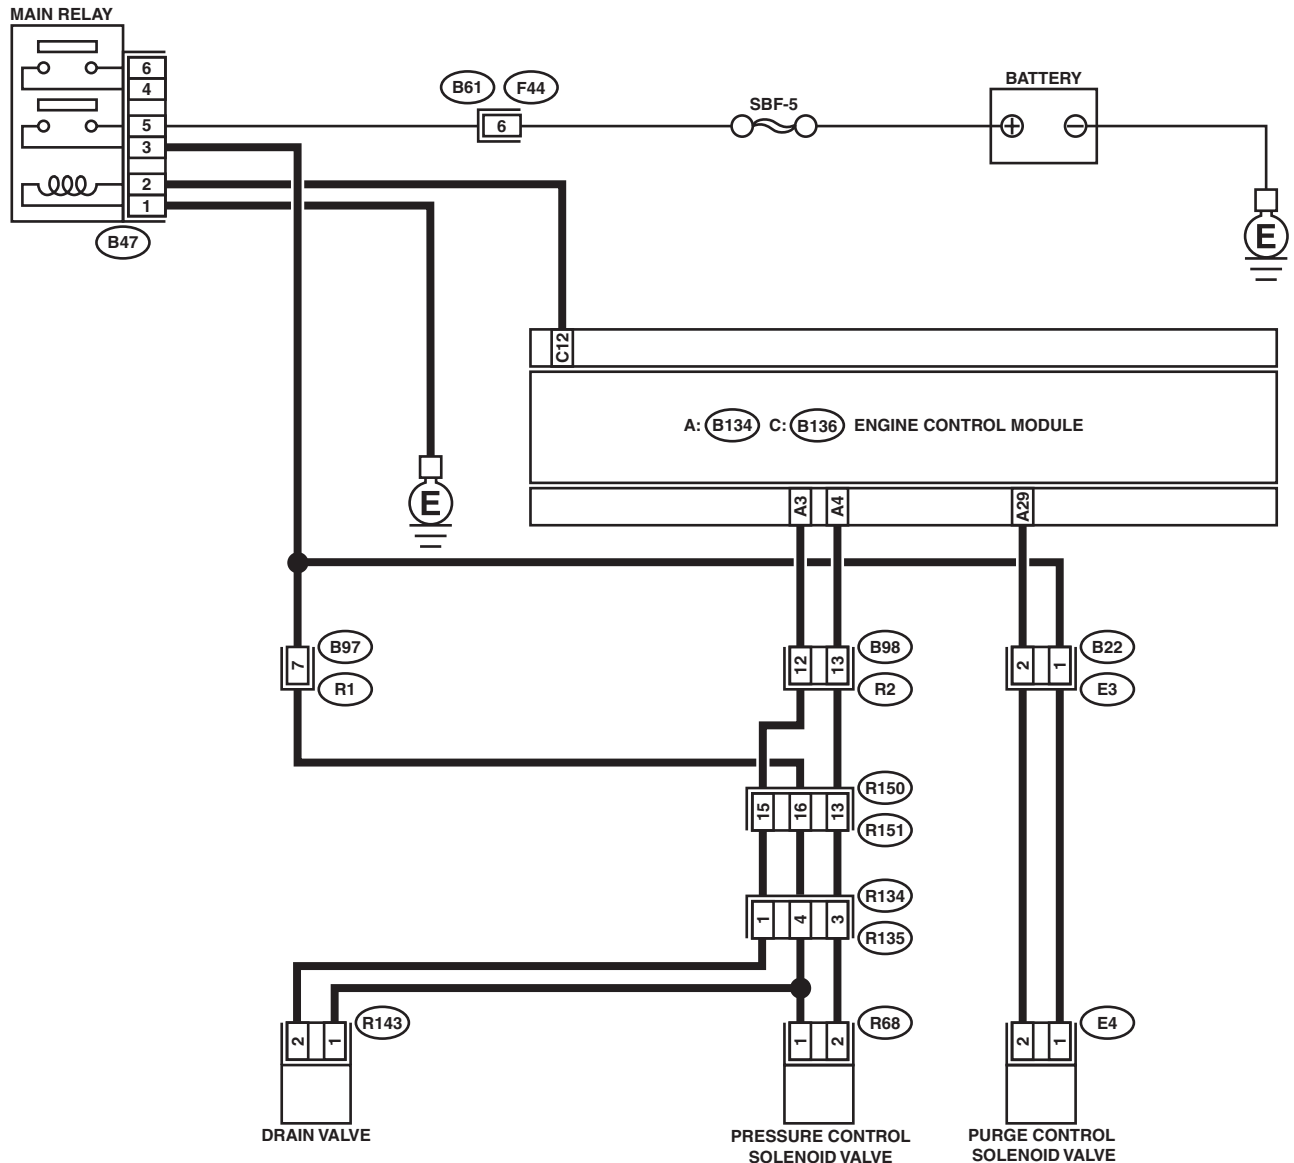 MAIN RELAY
6
4
5
3
2
1
B47
B61 F44
6
SBF-5
BATTERY
E
C12
A: B134 C: B136 ENGINE CONTROL MODULE
A3 A4 A29
E
7
B97
R1
12 13
B98
R2
2 1
B22
E3
15 16 13
R150
R151
1 4 3
R134
R135
2 1
R143
1 2
R68
2 1
E4
DRAIN VALVE
PRESSURE CONTROL
SOLENOID VALVE
PURGE CONTROL
SOLENOID VALVE